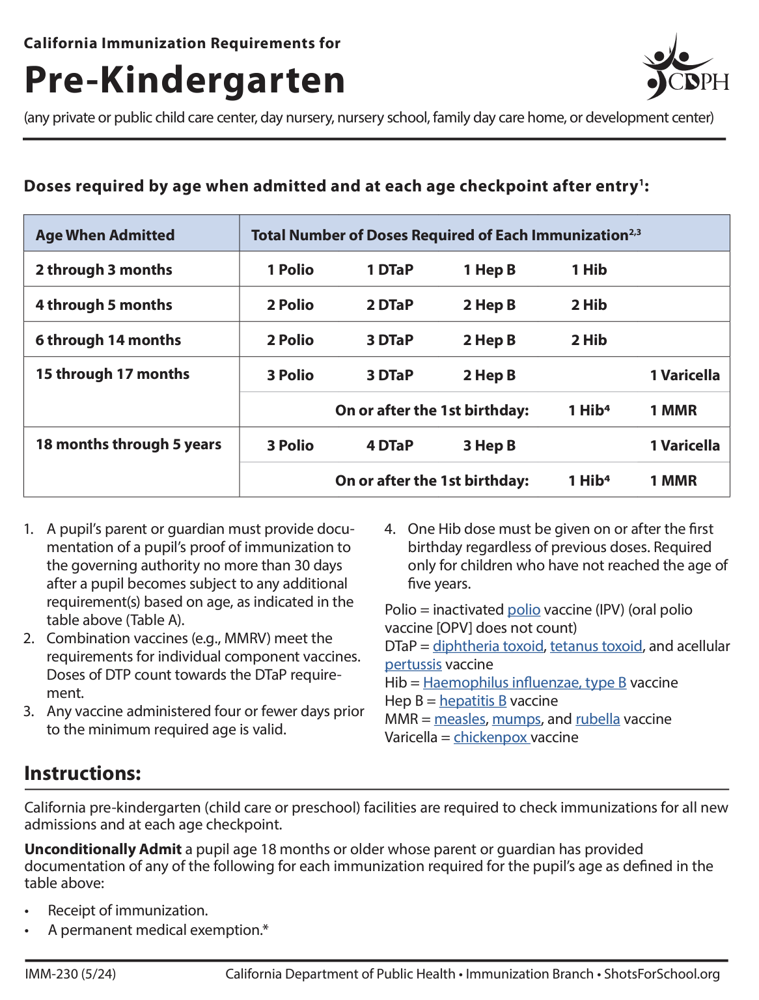 California Immunization Requirements for
Pre-Kindergarten
CDPH
(any private or public child care center, day nursery, nursery school, family day care home, or development center)
Doses required by age when admitted and at each age checkpoint after entry¹:
Age When Admitted Total Number of Doses Required of Each Immunization²,³
2 through 3 months 1 Polio 1 DTaP 1 Hep B 1 Hib
4 through 5 months 2 Polio 2 DTaP 2 Hep B 2 Hib
6 through 14 months 2 Polio 3 DTaP 2 Hep B 2 Hib
15 through 17 months 3 Polio 3 DTaP 2 Hep B 1 Varicella
On or after the 1st birthday: 1 Hib⁴ 1 MMR
18 months through 5 years 3 Polio 4 DTaP 3 Hep B 1 Varicella
On or after the 1st birthday: 1 Hib⁴ 1 MMR
1. A pupil's parent or guardian must provide docu-
mentation of a pupil's proof of immunization to
the governing authority no more than 30 days
after a pupil becomes subject to any additional
requirement(s) based on age, as indicated in the
table above (Table A).
2. Combination vaccines (e.g., MMRV) meet the
requirements for individual component vaccines.
Doses of DTP count towards the DTaP require-
ment.
3. Any vaccine administered four or fewer days prior
to the minimum required age is valid.
4. One Hib dose must be given on or after the first
birthday regardless of previous doses. Required
only for children who have not reached the age of
five years.
Polio = inactivated polio vaccine (IPV) (oral polio
vaccine [OPV] does not count)
DTaP = diphtheria toxoid, tetanus toxoid, and acellular
pertussis vaccine
Hib = Haemophilus influenzae, type B vaccine
Hep B = hepatitis B vaccine
MMR = measles, mumps, and rubella vaccine
Varicella = chickenpox vaccine
Instructions:
California pre-kindergarten (child care or preschool) facilities are required to check immunizations for all new
admissions and at each age checkpoint.
Unconditionally Admit a pupil age 18 months or older whose parent or guardian has provided
documentation of any of the following for each immunization required for the pupil's age as defined in the
table above:
• Receipt of immunization.
• A permanent medical exemption.*
IMM-230 (5/24) California Department of Public Health • Immunization Branch • ShotsForSchool.org